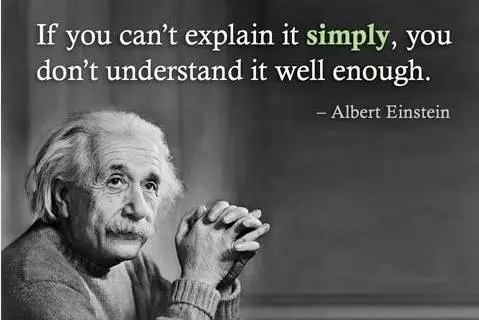 If you can’t explain it simply, you
don’t understand it well enough.
– Albert Einstein